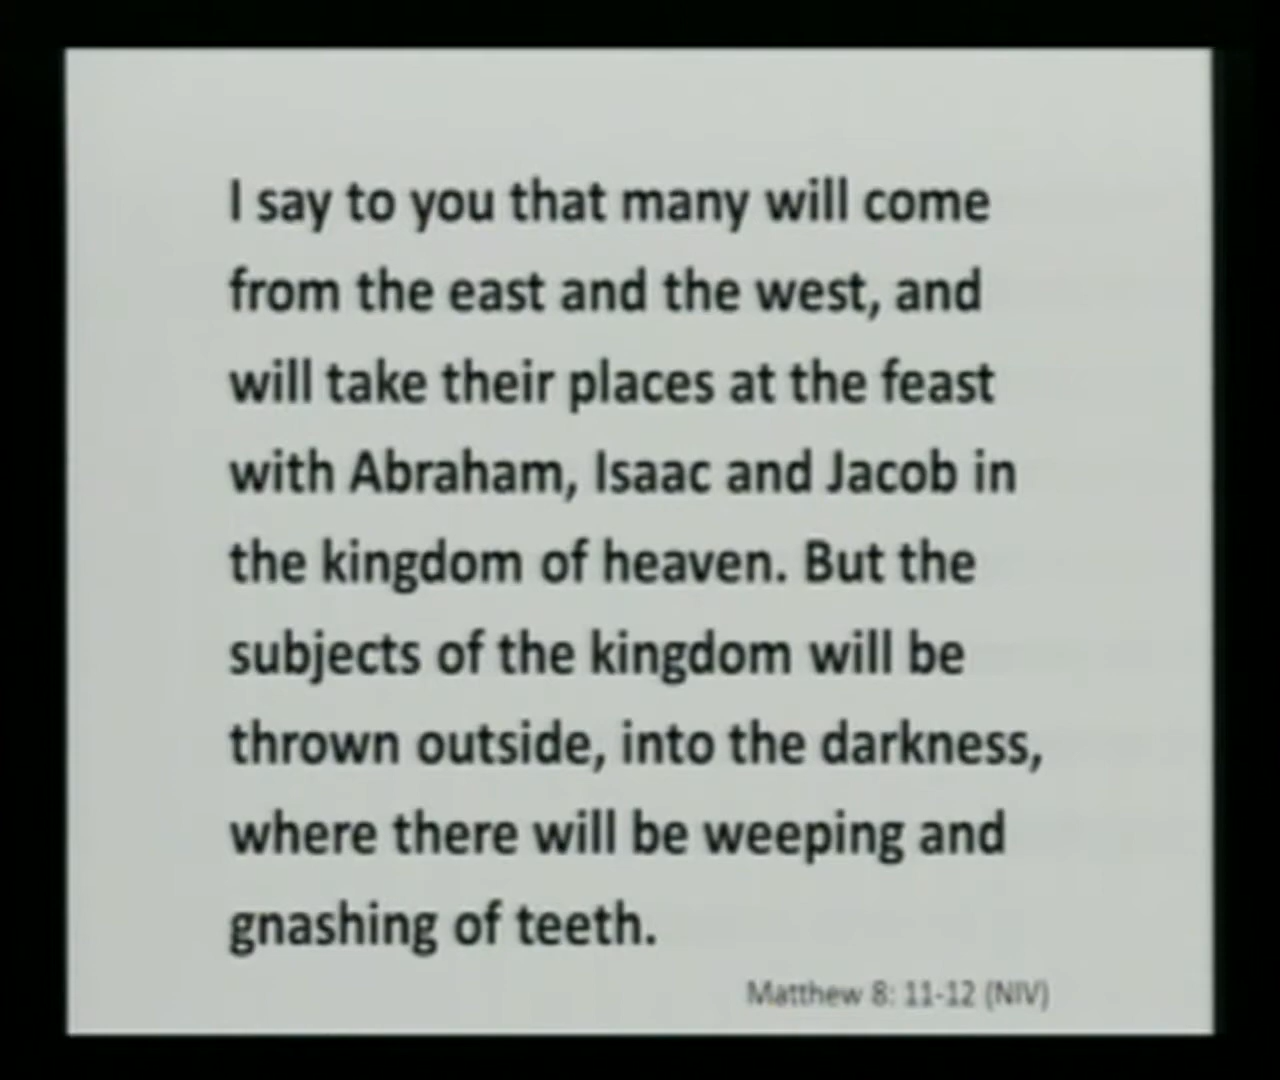 I say to you that many will come
from the east and the west, and
will take their places at the feast
with Abraham, Isaac and Jacob in
the kingdom of heaven. But the
subjects of the kingdom will be
thrown outside, into the darkness,
where there will be weeping and
gnashing of teeth.
Matthew 8: 11-12 (NIV)